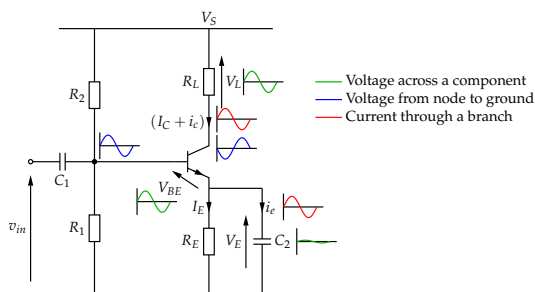 V_S
R_L
V_L
Voltage across a component
Voltage from node to ground
Current through a branch
R_2
(I_C + i_c)
C_1
V_BE
v_in
R_1
I_E
i_e
R_E
V_E
C_2